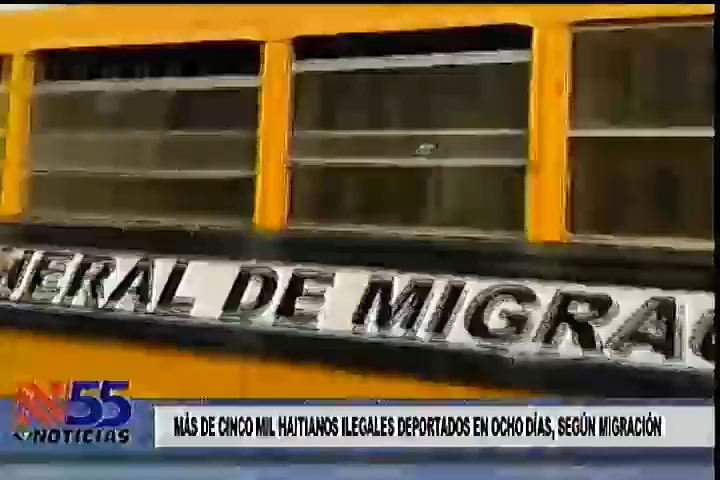 NERAL DE MIGRAC
N55
NOTICIAS
MÁS DE CINCO MIL HAITIANOS ILEGALES DEPORTADOS EN OCHO DÍAS, SEGÚN MIGRACIÓN